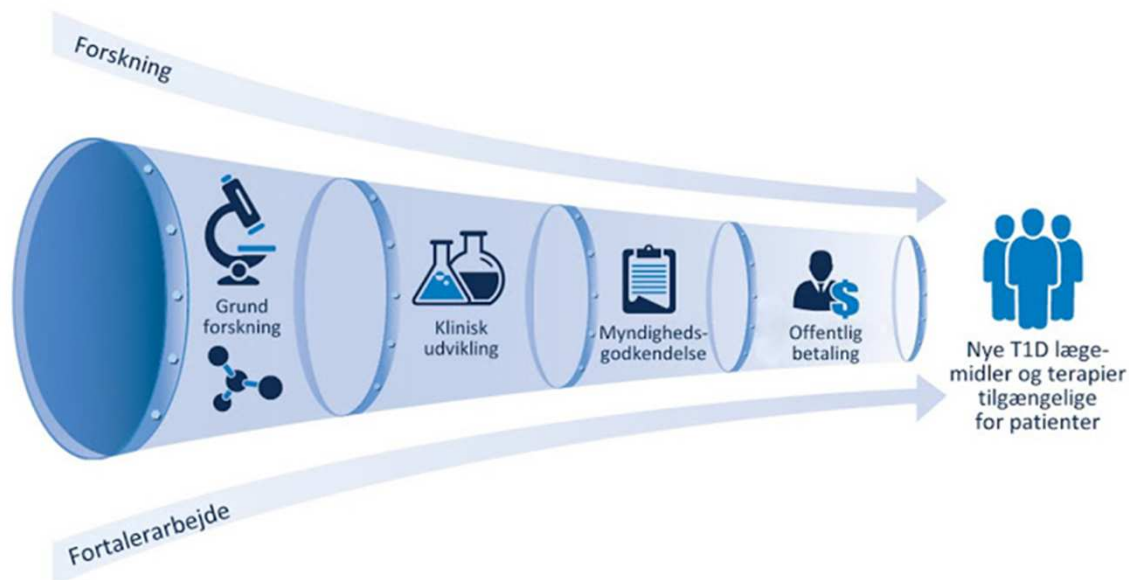 Forskning
Grund
forskning
Klinisk
udvikling
Myndigheds-
godkendelse
Offentlig
betaling
Nye T1D læge-
midler og terapier
tilgængelige
for patienter
Fortalerarbejde